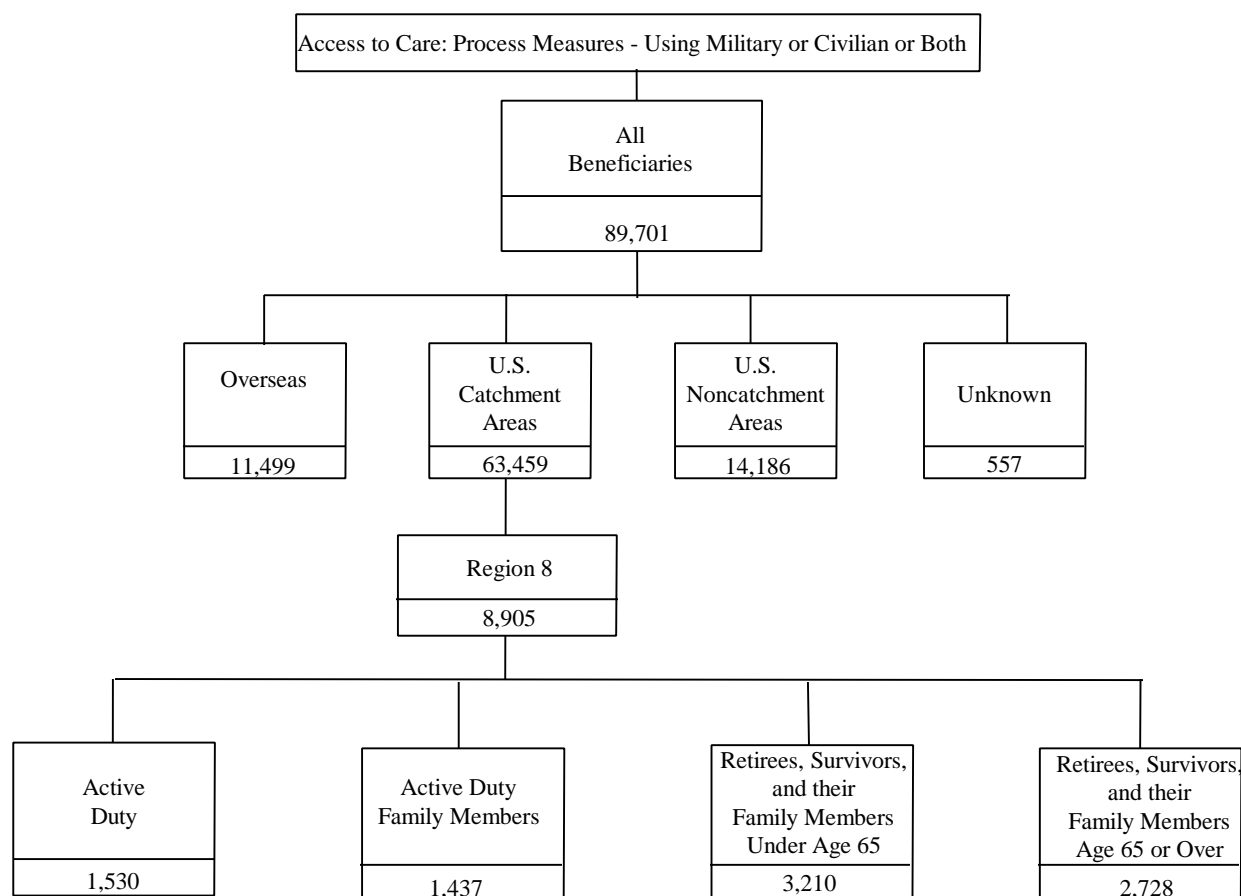 Access to Care: Process Measures - Using Military or Civilian or Both
All
Beneficiaries
89,701
Overseas
11,499
U.S.
Catchment
Areas
63,459
U.S.
Noncatchment
Areas
14,186
Unknown
557
Region 8
8,905
Active
Duty
1,530
Active Duty
Family Members
1,437
Retirees, Survivors,
and their
Family Members
Under Age 65
3,210
Retirees, Survivors,
and their
Family Members
Age 65 or Over
2,728